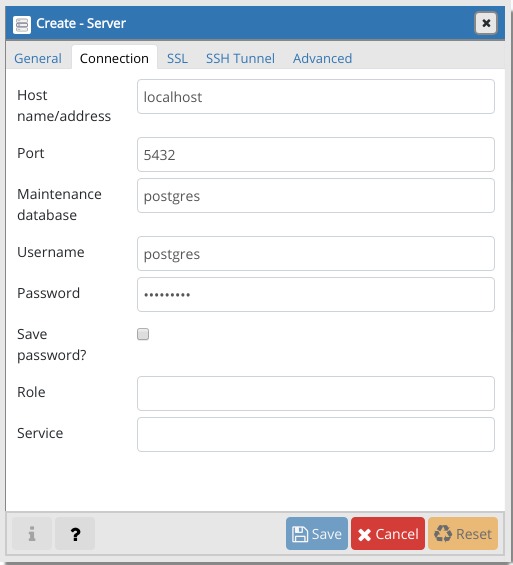 Create - Server
General Connection SSL SSH Tunnel Advanced
Host name/address
localhost
Port
5432
Maintenance database
postgres
Username
postgres
Password
•••••••••
Save password?
Role
Service
i ? Save Cancel Reset